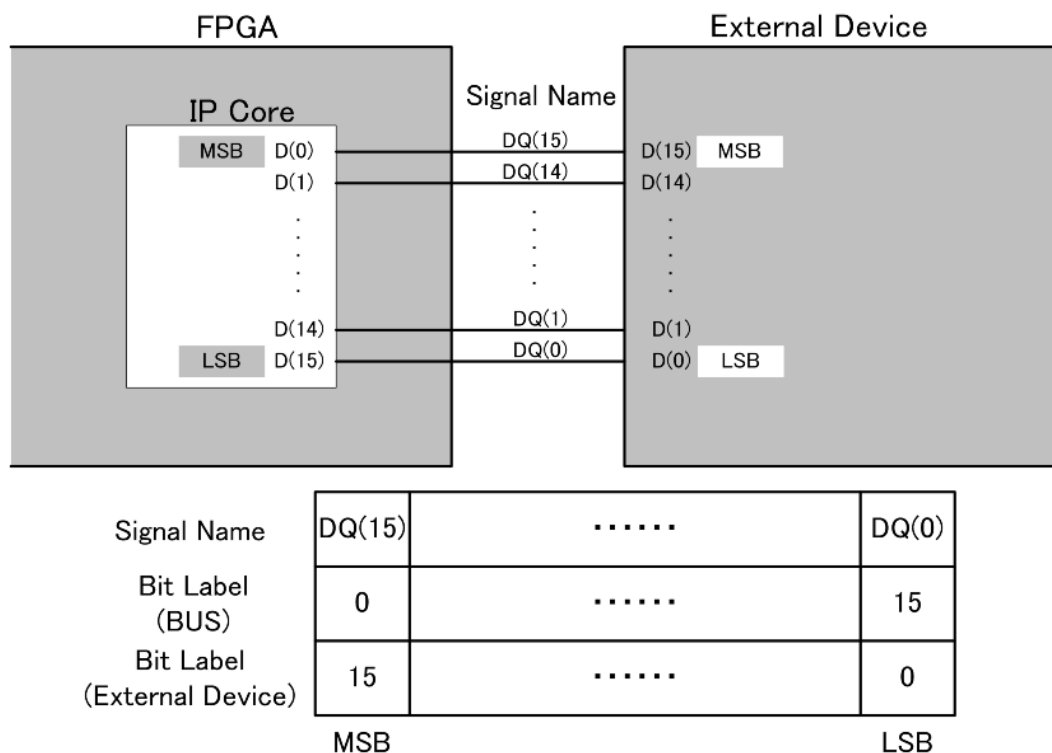 FPGA
External Device
IP Core
Signal Name
MSB D(0) DQ(15) D(15) MSB
D(1) DQ(14) D(14)
D(14) DQ(1) D(1)
LSB D(15) DQ(0) D(0) LSB
Signal Name DQ(15) ······ DQ(0)
Bit Label
(BUS) 0 ······ 15
Bit Label
(External Device) 15 ······ 0
MSB LSB